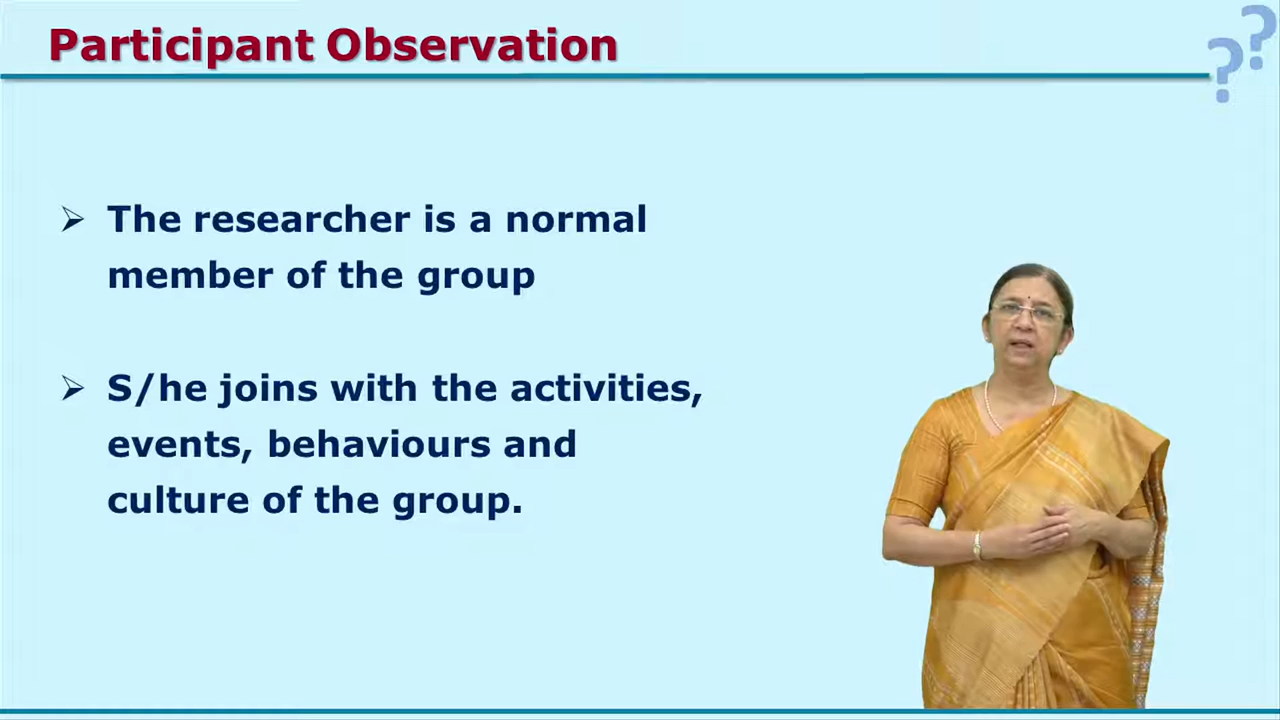 Participant Observation
??
➢ The researcher is a normal
member of the group
➢ S/he joins with the activities,
events, behaviours and
culture of the group.